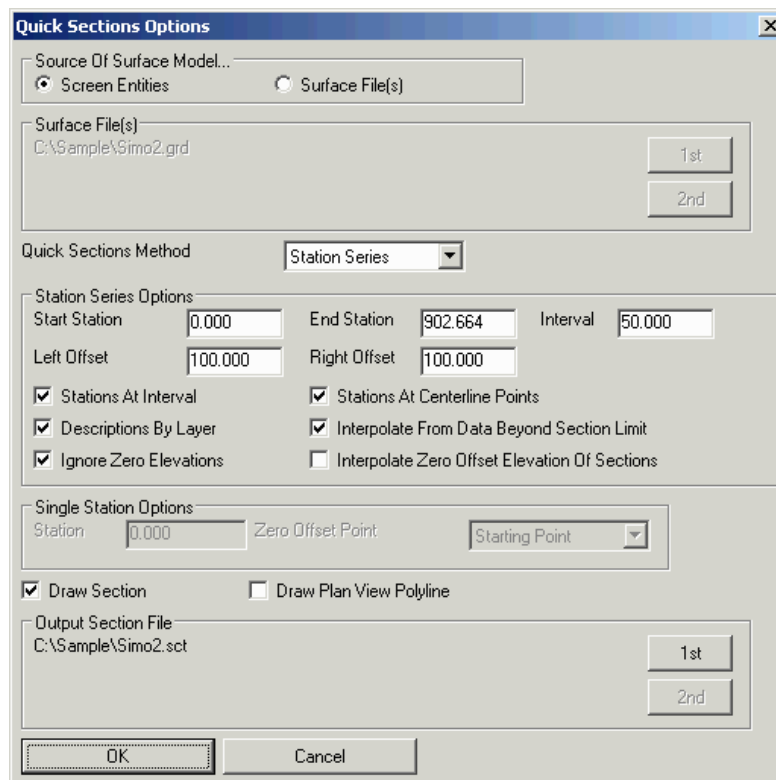 Quick Sections Options
Source Of Surface Model...
Screen Entities Surface File(s)
Surface File(s)
C:\Sample\Simo2.grd
1st
2nd
Quick Sections Method Station Series
Station Series Options
Start Station 0.000 End Station 902.664 Interval 50.000
Left Offset 100.000 Right Offset 100.000
Stations At Interval Stations At Centerline Points
Descriptions By Layer Interpolate From Data Beyond Section Limit
Ignore Zero Elevations Interpolate Zero Offset Elevation Of Sections
Single Station Options
Station 0.000 Zero Offset Point Starting Point
Draw Section Draw Plan View Polyline
Output Section File
C:\Sample\Simo2.sct
1st
2nd
OK Cancel